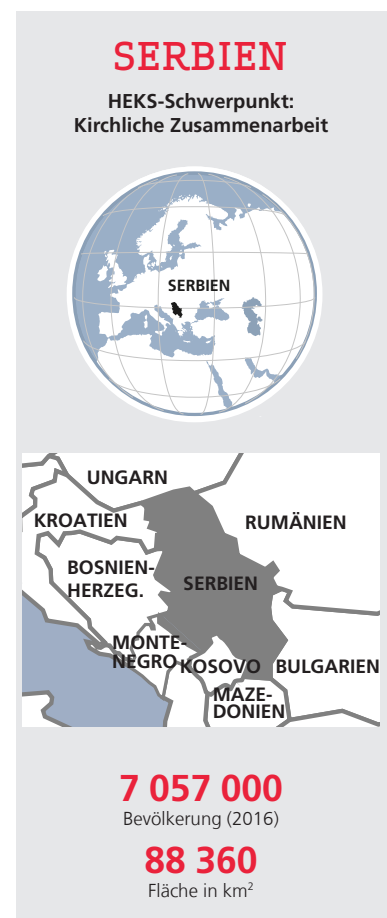 SERBIEN
HEKS-Schwerpunkt:
Kirchliche Zusammenarbeit
SERBIEN
UNGARN
KROATIEN
RUMÄNIEN
BOSNIEN-
HERZEG.
SERBIEN
MONTE-
NEGRO
KOSOVO
BULGARIEN
MAZE-
DONIEN
7 057 000
Bevölkerung (2016)
88 360
Fläche in km²